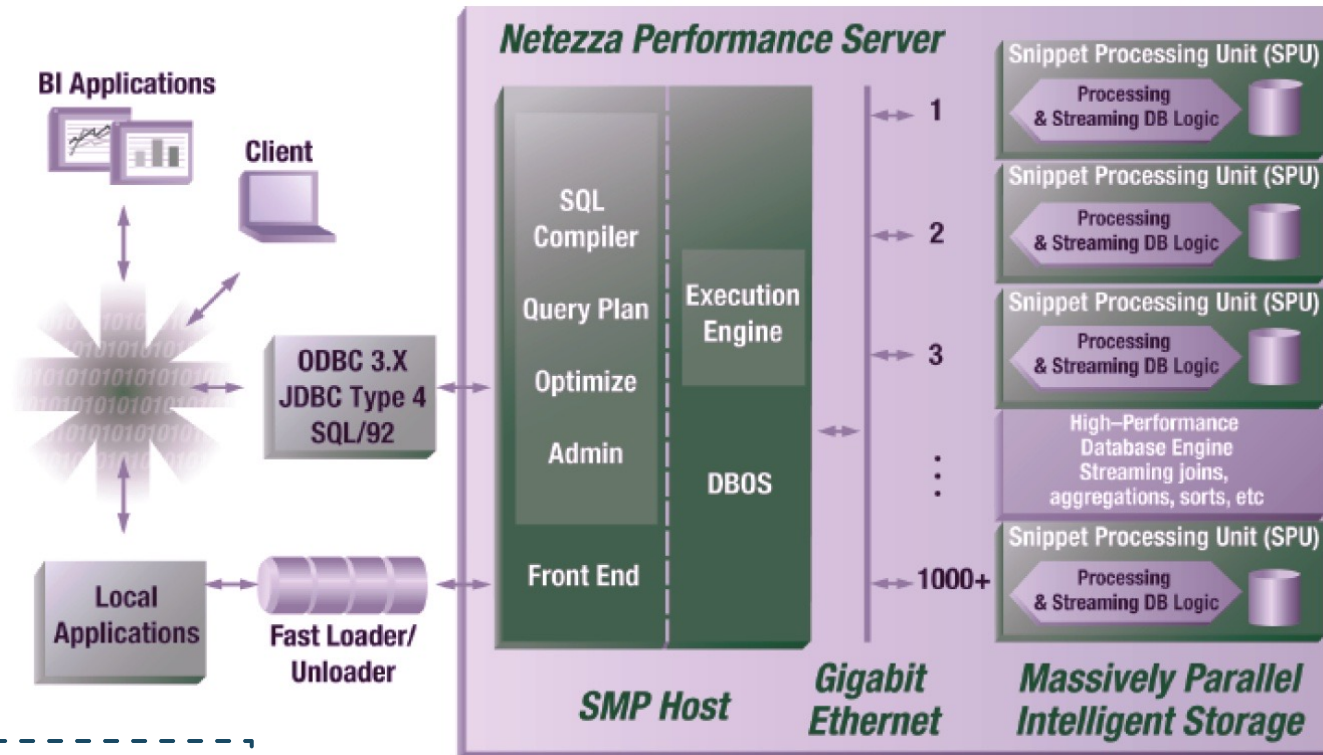 Netezza Performance Server
BI Applications
Client
ODBC 3.X
JDBC Type 4
SQL/92
Local
Applications
Fast Loader/
Unloader
SQL
Compiler
Query Plan
Optimize
Admin
Front End
Execution
Engine
DBOS
SMP Host
1
2
3
1000+
Gigabit
Ethernet
Snippet Processing Unit (SPU)
Processing
& Streaming DB Logic
Snippet Processing Unit (SPU)
Processing
& Streaming DB Logic
Snippet Processing Unit (SPU)
Processing
& Streaming DB Logic
High–Performance
Database Engine
Streaming joins,
aggregations, sorts, etc
Snippet Processing Unit (SPU)
Processing
& Streaming DB Logic
Massively Parallel
Intelligent Storage